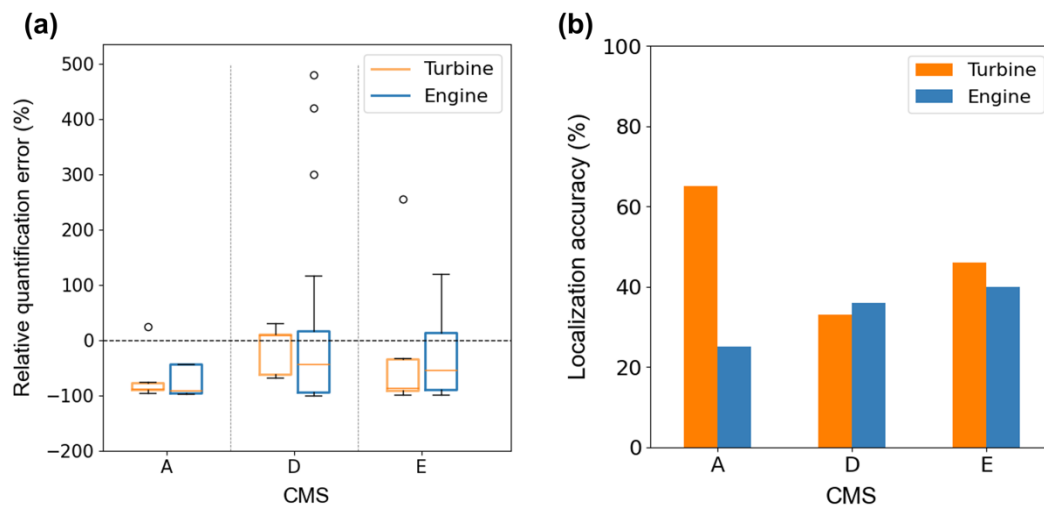 (a)
Relative quantification error (%)
500
400
300
200
100
0
−100
−200
Turbine
Engine
A
D
E
CMS
(b)
Localization accuracy (%)
100
80
60
40
20
0
Turbine
Engine
A
D
E
CMS